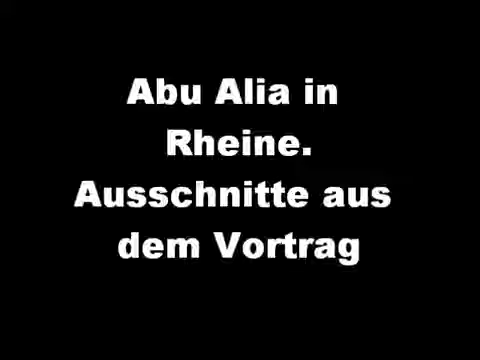 Abu Alia in
Rheine.
Ausschnitte aus
dem Vortrag